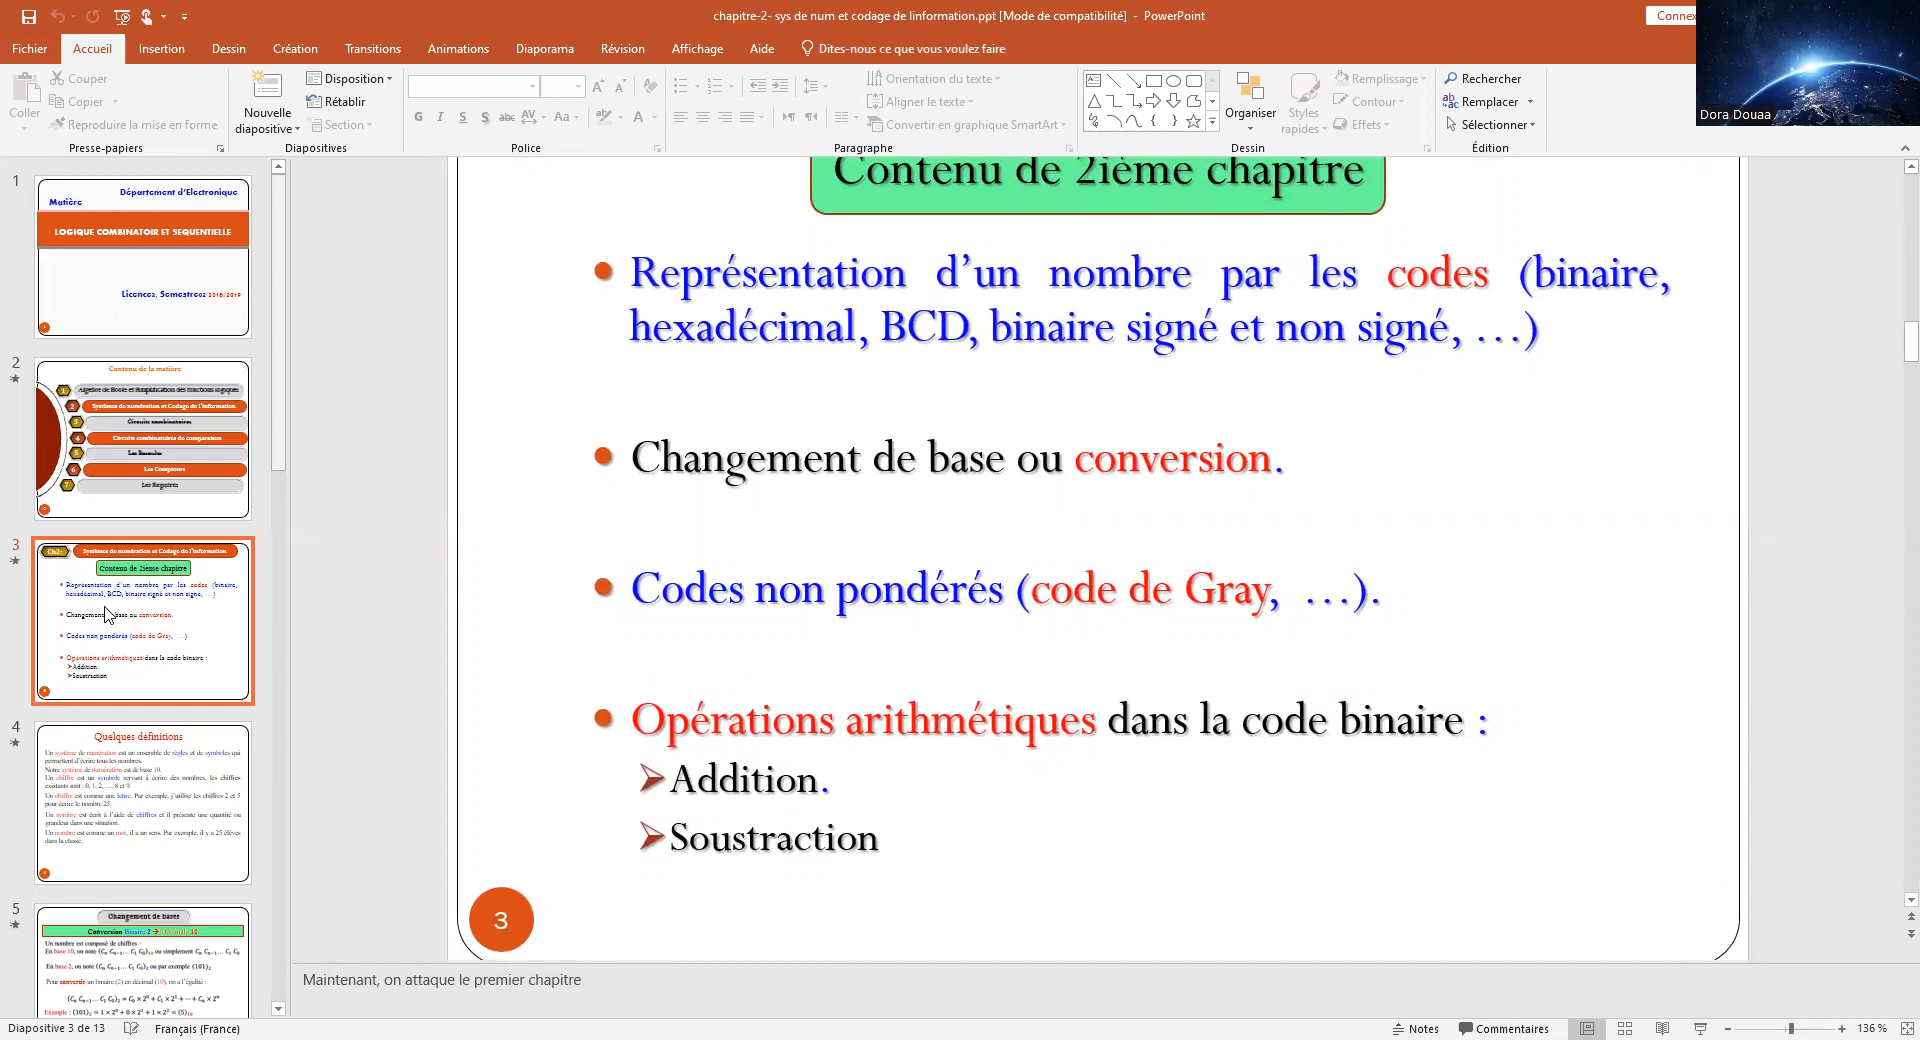 chapitre-2- sys de num et codage de linformation.ppt [Mode de compatibilité] - PowerPoint
Connex
Fichier Accueil Insertion Dessin Création Transitions Animations Diaporama Révision Affichage Aide Dites-nous ce que vous voulez faire
Coller
Couper
Copier
Reproduire la mise en forme
Presse-papiers
Nouvelle
diapositive
Disposition
Rétablir
Section
Diapositives
G I S S abc AV Aa A
Police
Orientation du texte
Aligner le texte
Convertir en graphique SmartArt
Paragraphe
Organiser
Styles
rapides
Remplissage
Contour
Effets
Dessin
Rechercher
Remplacer
Sélectionner
Édition
Dora Douaa
1
Département d'Electronique
Matière
LOGIQUE COMBINATOIR ET SEQUENTIELLE
Licence2, Semestre02 2018/2019
2
Contenu de la matière
1 Algèbre de Boole et Simplification des fonctions logiques
2 Systèmes de numération et Codage de l'information
3 Circuits combinatoires
4 Circuits combinatoires de comparaison
5 Les Bascules
6 Les Compteurs
7 Les Registres
3
Ch2: Systèmes de numération et Codage de l'information
Contenu de 2ième chapitre
Représentation d'un nombre par les codes (binaire,
hexadécimal, BCD, binaire signé et non signé, …)
Changement base ou conversion.
Codes non pondérés (code de Gray, …).
Opérations arithmétiques dans la code binaire :
Addition.
Soustraction
4
Quelques définitions
Un système de numération est un ensemble de règles et de symboles qui
permettent d'écrire tous les nombres.
Notre système de numération est de base 10.
Un chiffre est un symbole servant à écrire des nombres, les chiffres
existants sont : 0, 1, 2, …, 8 et 9.
Un chiffre est comme une lettre. Par exemple, j'utilise les chiffres 2 et 5
pour écrire le nombre 25.
Un nombre est écrit à l'aide de chiffres et il présente une quantité ou
grandeur dans une situation.
Un nombre est comme un mot, il a un sens. Par exemple, il y a 25 élèves
dans la classe.
5
Changement de bases
Conversion Binaire 2 → Décimale 10
Un nombre est composé de chiffres :
En base 10, on note (Cn Cn−1… C1 C0)10 ou simplement Cn Cn−1… C1 C0
En base 2, on note (Cn Cn−1… C1 C0)2 ou par exemple (101)2
Pour convertir un binaire (2) en décimal (10), on a l'égalité :
(Cn Cn−1… C1 C0)2 = C0 × 2⁰ + C1 × 2¹ + ⋯ + Cn × 2ⁿ
Exemple : (101)2 = 1 × 2⁰ + 0 × 2¹ + 1 × 2² = (5)10
Contenu de 2ième chapitre
Représentation d'un nombre par les codes (binaire,
hexadécimal, BCD, binaire signé et non signé, …)
Changement de base ou conversion.
Codes non pondérés (code de Gray, …).
Opérations arithmétiques dans la code binaire :
Addition.
Soustraction
3
Maintenant, on attaque le premier chapitre
Diapositive 3 de 13 Français (France) Notes Commentaires 136 %